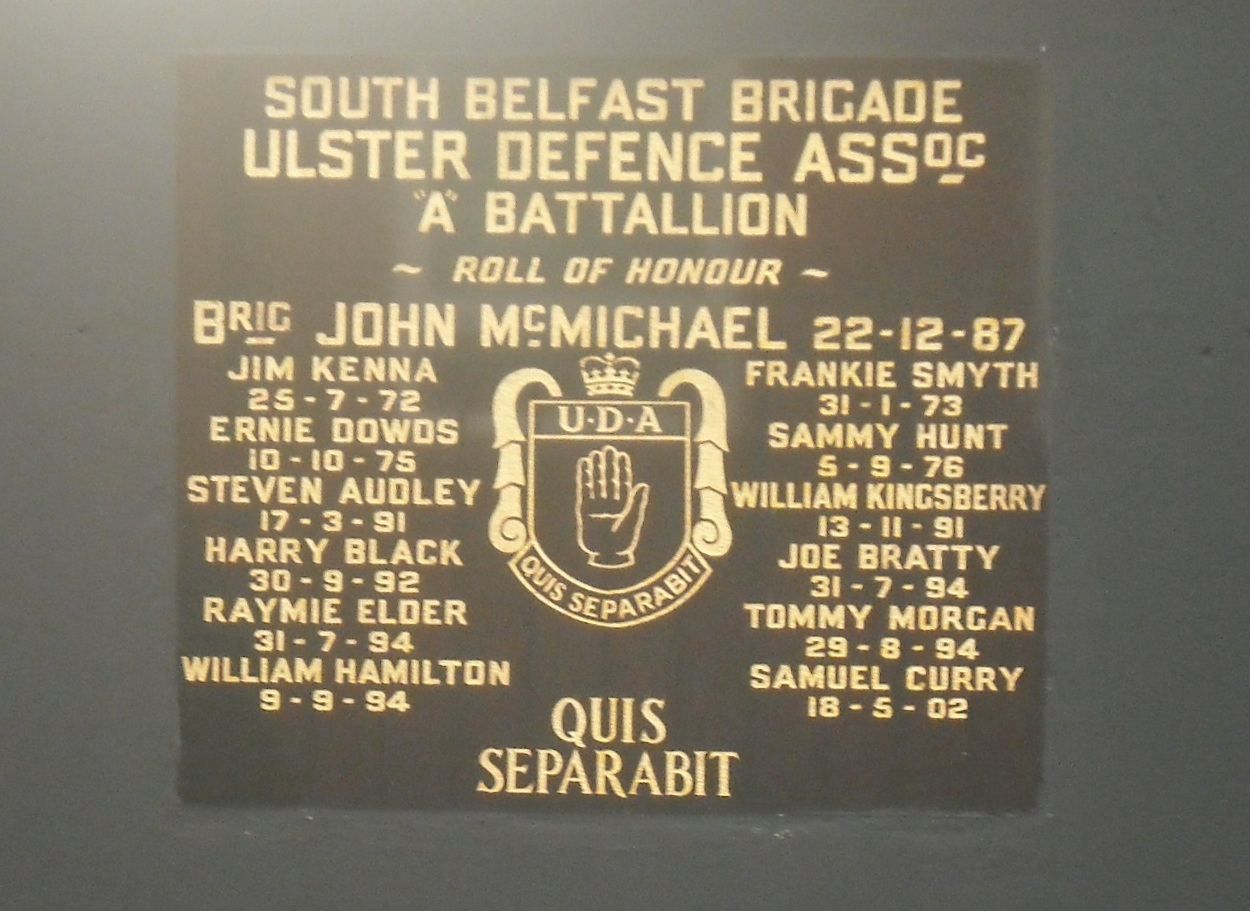 SOUTH BELFAST BRIGADE
ULSTER DEFENCE ASSOC
"A" BATTALLION
~ ROLL OF HONOUR ~
BRIG JOHN McMICHAEL 22-12-87
JIM KENNA
25-7-72
ERNIE DOWDS
10-10-75
STEVEN AUDLEY
17-3-91
HARRY BLACK
30-9-92
RAYMIE ELDER
31-7-94
WILLIAM HAMILTON
9-9-94
U·D·A
QUIS SEPARABIT
FRANKIE SMYTH
31-1-73
SAMMY HUNT
5-9-76
WILLIAM KINGSBERRY
13-11-91
JOE BRATTY
31-7-94
TOMMY MORGAN
29-8-94
SAMUEL CURRY
18-5-02
QUIS
SEPARABIT